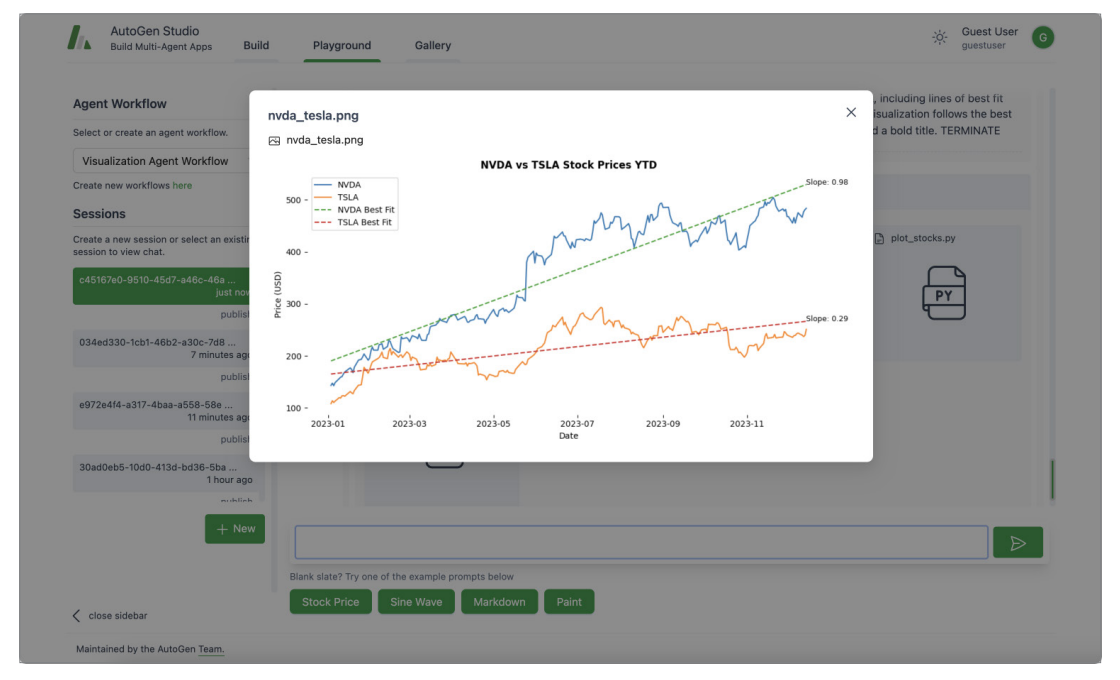 AutoGen Studio
Build Multi-Agent Apps
Build
Playground
Gallery
Guest User
guestuser
G
Agent Workflow
Select or create an agent workflow.
Visualization Agent Workflow
Create new workflows here
Sessions
Create a new session or select an
session to view chat.
c45167e0-9510-45d7-a46c-46a ...
just now
034ed330-1cb1-46b2-a30c-7d8 ...
7 minutes ago
e972e4f4-a317-4baa-a558-58e ...
11 minutes ago
30ad0eb5-10d0-413d-bd36-5ba ...
1 hour ago
+ New
close sidebar
Maintained by the AutoGen Team.
nvda_tesla.png
nvda_tesla.png
NVDA vs TSLA Stock Prices YTD
NVDA
TSLA
NVDA Best Fit
TSLA Best Fit
Slope: 0.98
Slope: 0.29
Price (USD)
500
400
300
200
100
2023-01
2023-03
2023-05
2023-07
2023-09
2023-11
Date
, including lines of best fit
isualization follows the best
d a bold title. TERMINATE
plot_stocks.py
PY
Blank slate? Try one of the example prompts below
Stock Price
Sine Wave
Markdown
Paint